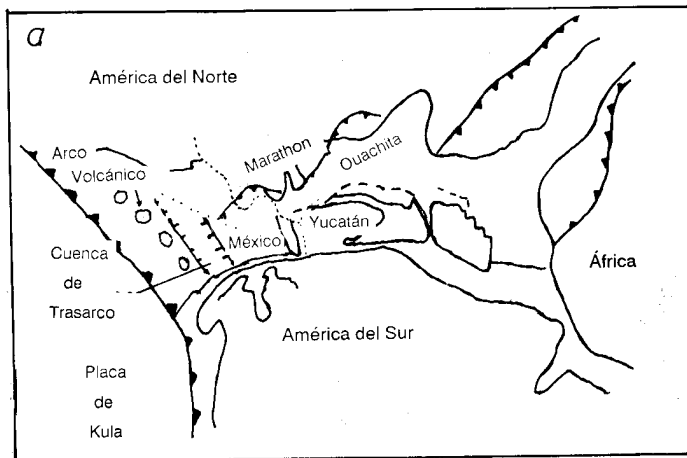 a
América del Norte
Arco
Volcánico
Marathon
Ouachita
México
Yucatán
Cuenca
de
Trasarco
África
América del Sur
Placa
de
Kula